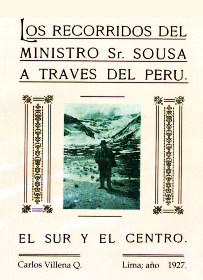 LOS RECORRIDOS DEL
MINISTRO Sr. SOUSA
A TRAVES DEL PERU.
EL SUR Y EL CENTRO.
Carlos Villena Q. Lima; año 1927.